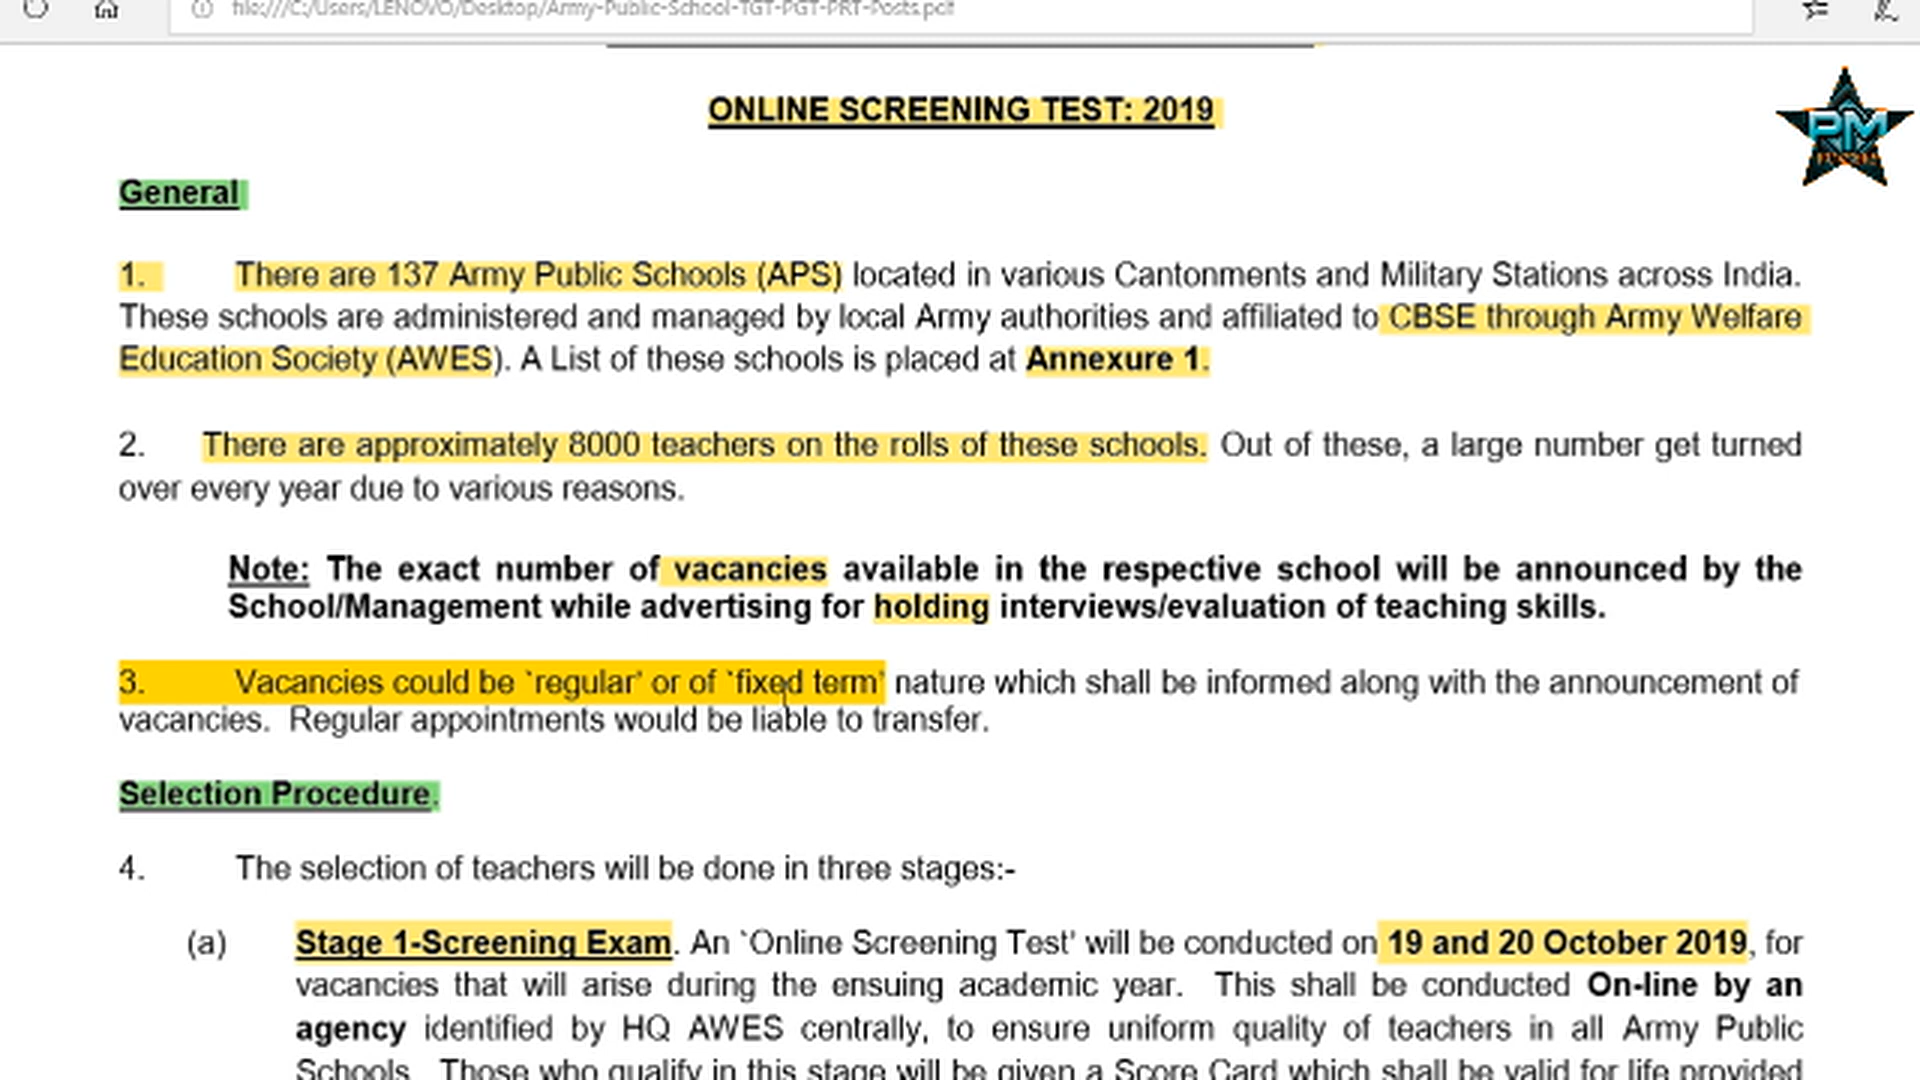 file:///C:/Users/LENOVO/Desktop/Army-Public-School-TGT-PGT-PRT-Posts.pdf
ONLINE SCREENING TEST: 2019
PM
General
1. There are 137 Army Public Schools (APS) located in various Cantonments and Military Stations across India.
These schools are administered and managed by local Army authorities and affiliated to CBSE through Army Welfare
Education Society (AWES). A List of these schools is placed at Annexure 1.
2. There are approximately 8000 teachers on the rolls of these schools. Out of these, a large number get turned
over every year due to various reasons.
Note: The exact number of vacancies available in the respective school will be announced by the
School/Management while advertising for holding interviews/evaluation of teaching skills.
3. Vacancies could be `regular' or of `fixed term' nature which shall be informed along with the announcement of
vacancies. Regular appointments would be liable to transfer.
Selection Procedure.
4. The selection of teachers will be done in three stages:-
(a) Stage 1-Screening Exam. An `Online Screening Test' will be conducted on 19 and 20 October 2019, for
vacancies that will arise during the ensuing academic year. This shall be conducted On-line by an
agency identified by HQ AWES centrally, to ensure uniform quality of teachers in all Army Public
Schools. Those who qualify in this stage will be given a Score Card which shall be valid for life provided